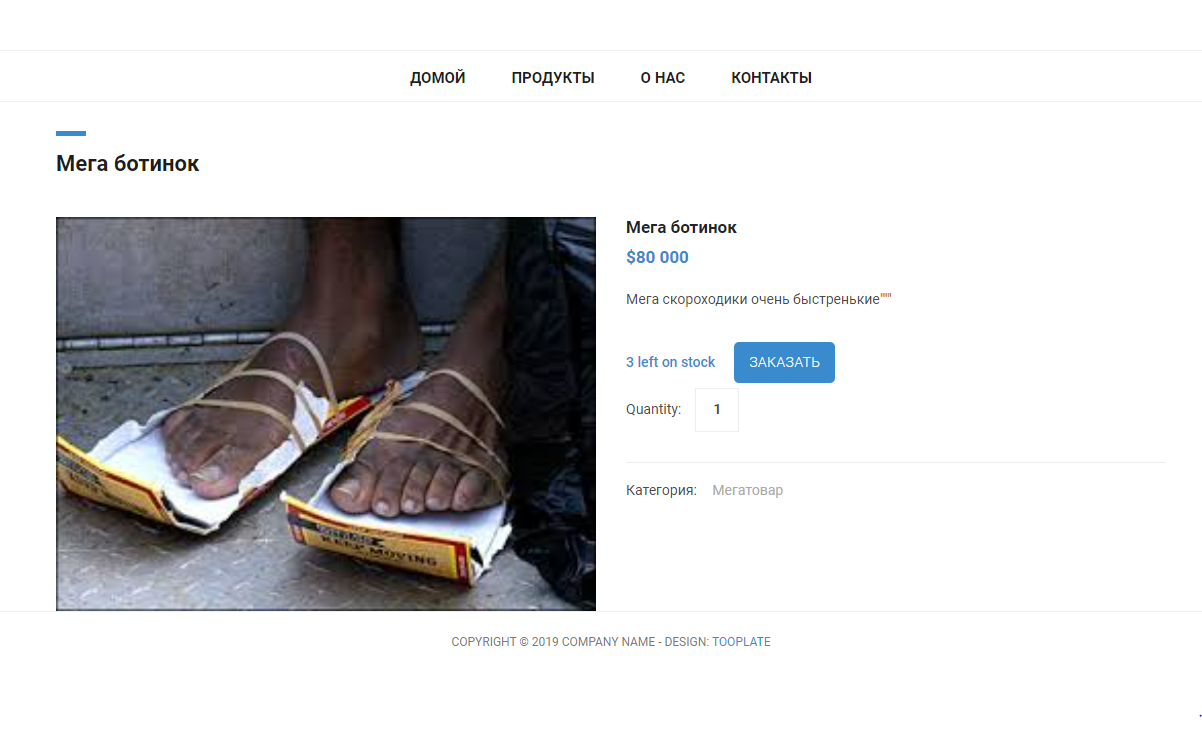 ДОМОЙ ПРОДУКТЫ О НАС КОНТАКТЫ
Мега ботинок
Мега ботинок
$80 000
Мега скороходики очень быстренькие"""
3 left on stock ЗАКАЗАТЬ
Quantity: 1
Категория: Мегатовар
KEEP MOVING
COPYRIGHT © 2019 COMPANY NAME - DESIGN: TOOPLATE